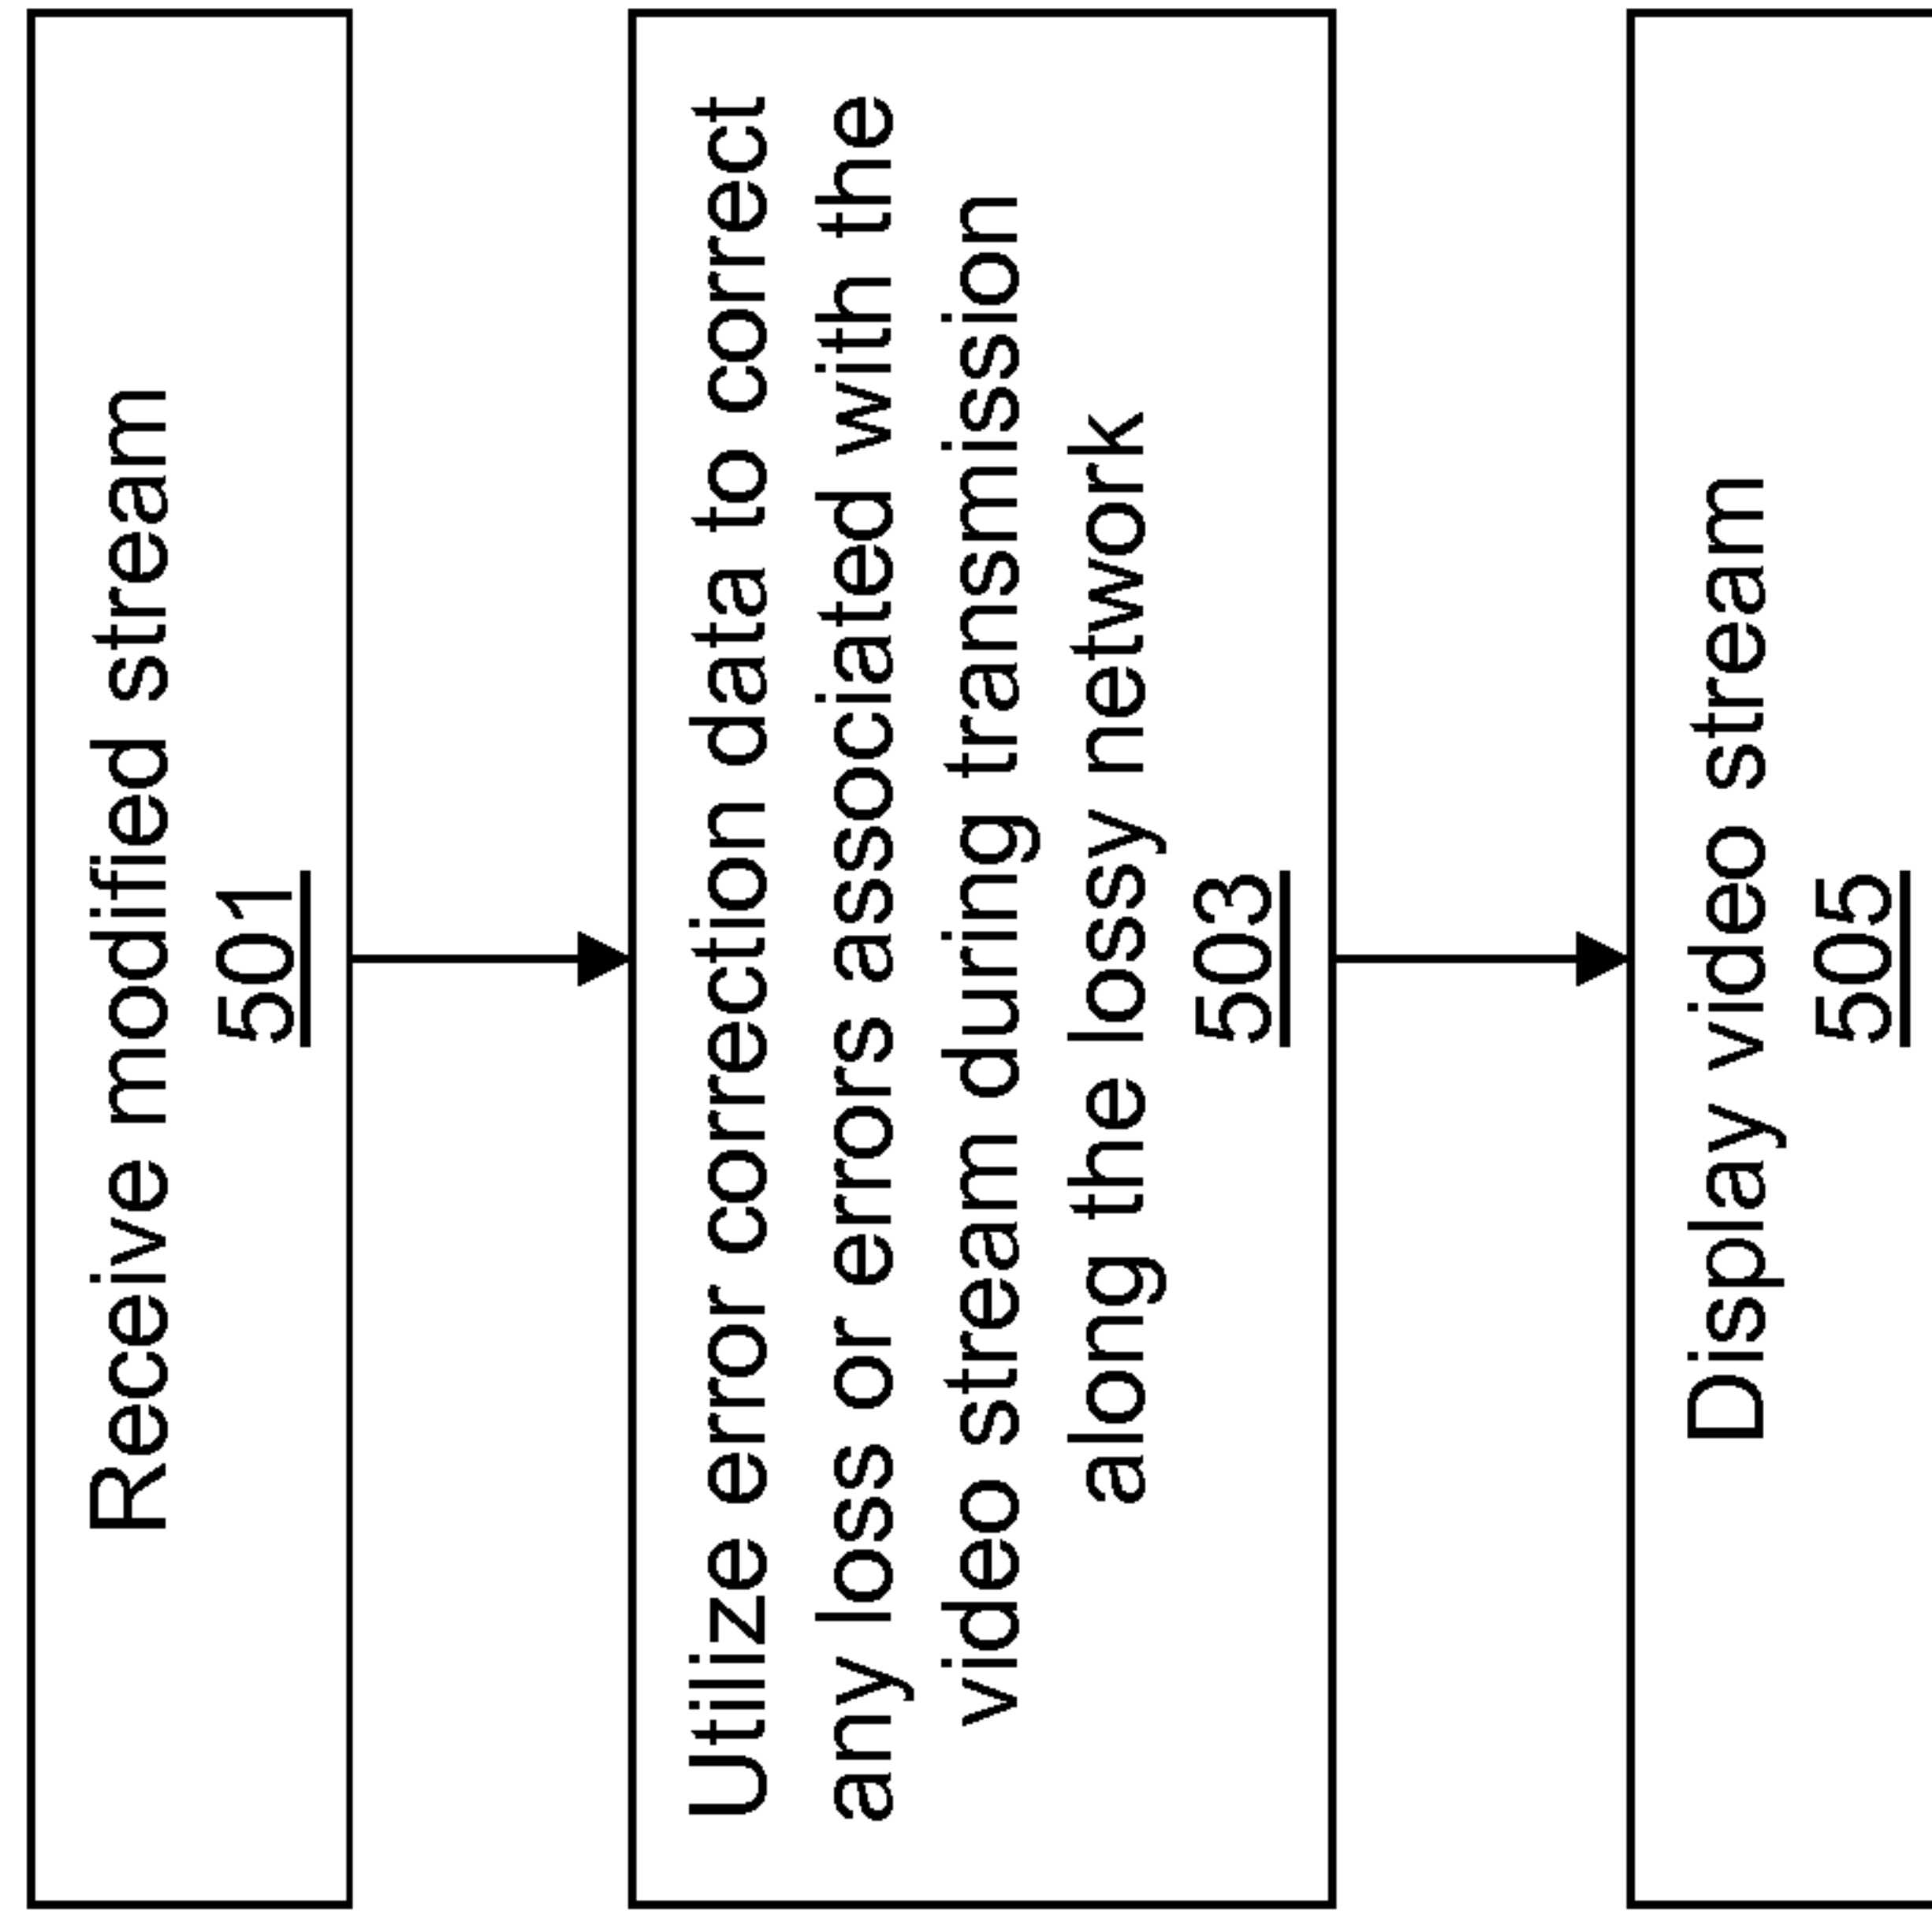 Receive modified stream
501
Utilize error correction data to correct
any loss or errors associated with the
video stream during transmission
along the lossy network
503
Display video stream
505